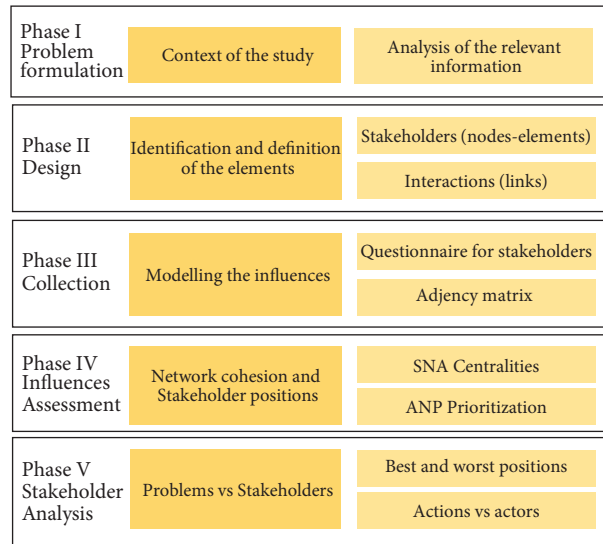 Phase I
Problem
formulation
Context of the study
Analysis of the relevant
information
Phase II
Design
Identification and definition
of the elements
Stakeholders (nodes-elements)
Interactions (links)
Phase III
Collection
Modelling the influences
Questionnaire for stakeholders
Adjency matrix
Phase IV
Influences
Assessment
Network cohesion and
Stakeholder positions
SNA Centralities
ANP Prioritization
Phase V
Stakeholder
Analysis
Problems vs Stakeholders
Best and worst positions
Actions vs actors